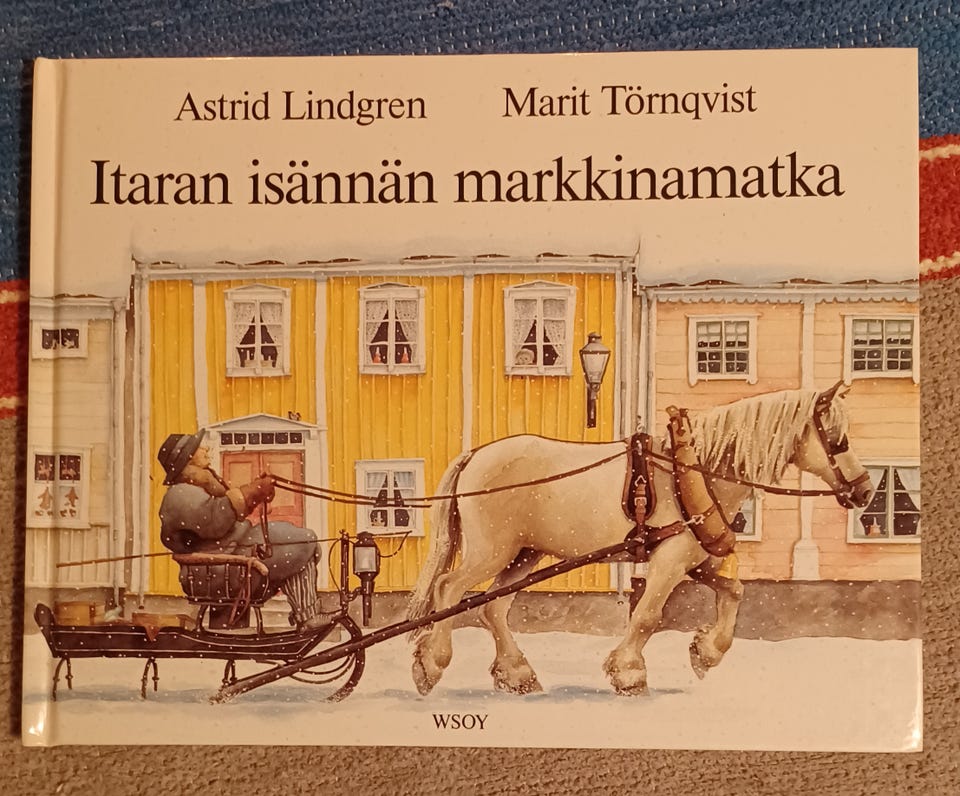 Astrid Lindgren Marit Törnqvist
Itaran isännän markkinamatka
WSOY